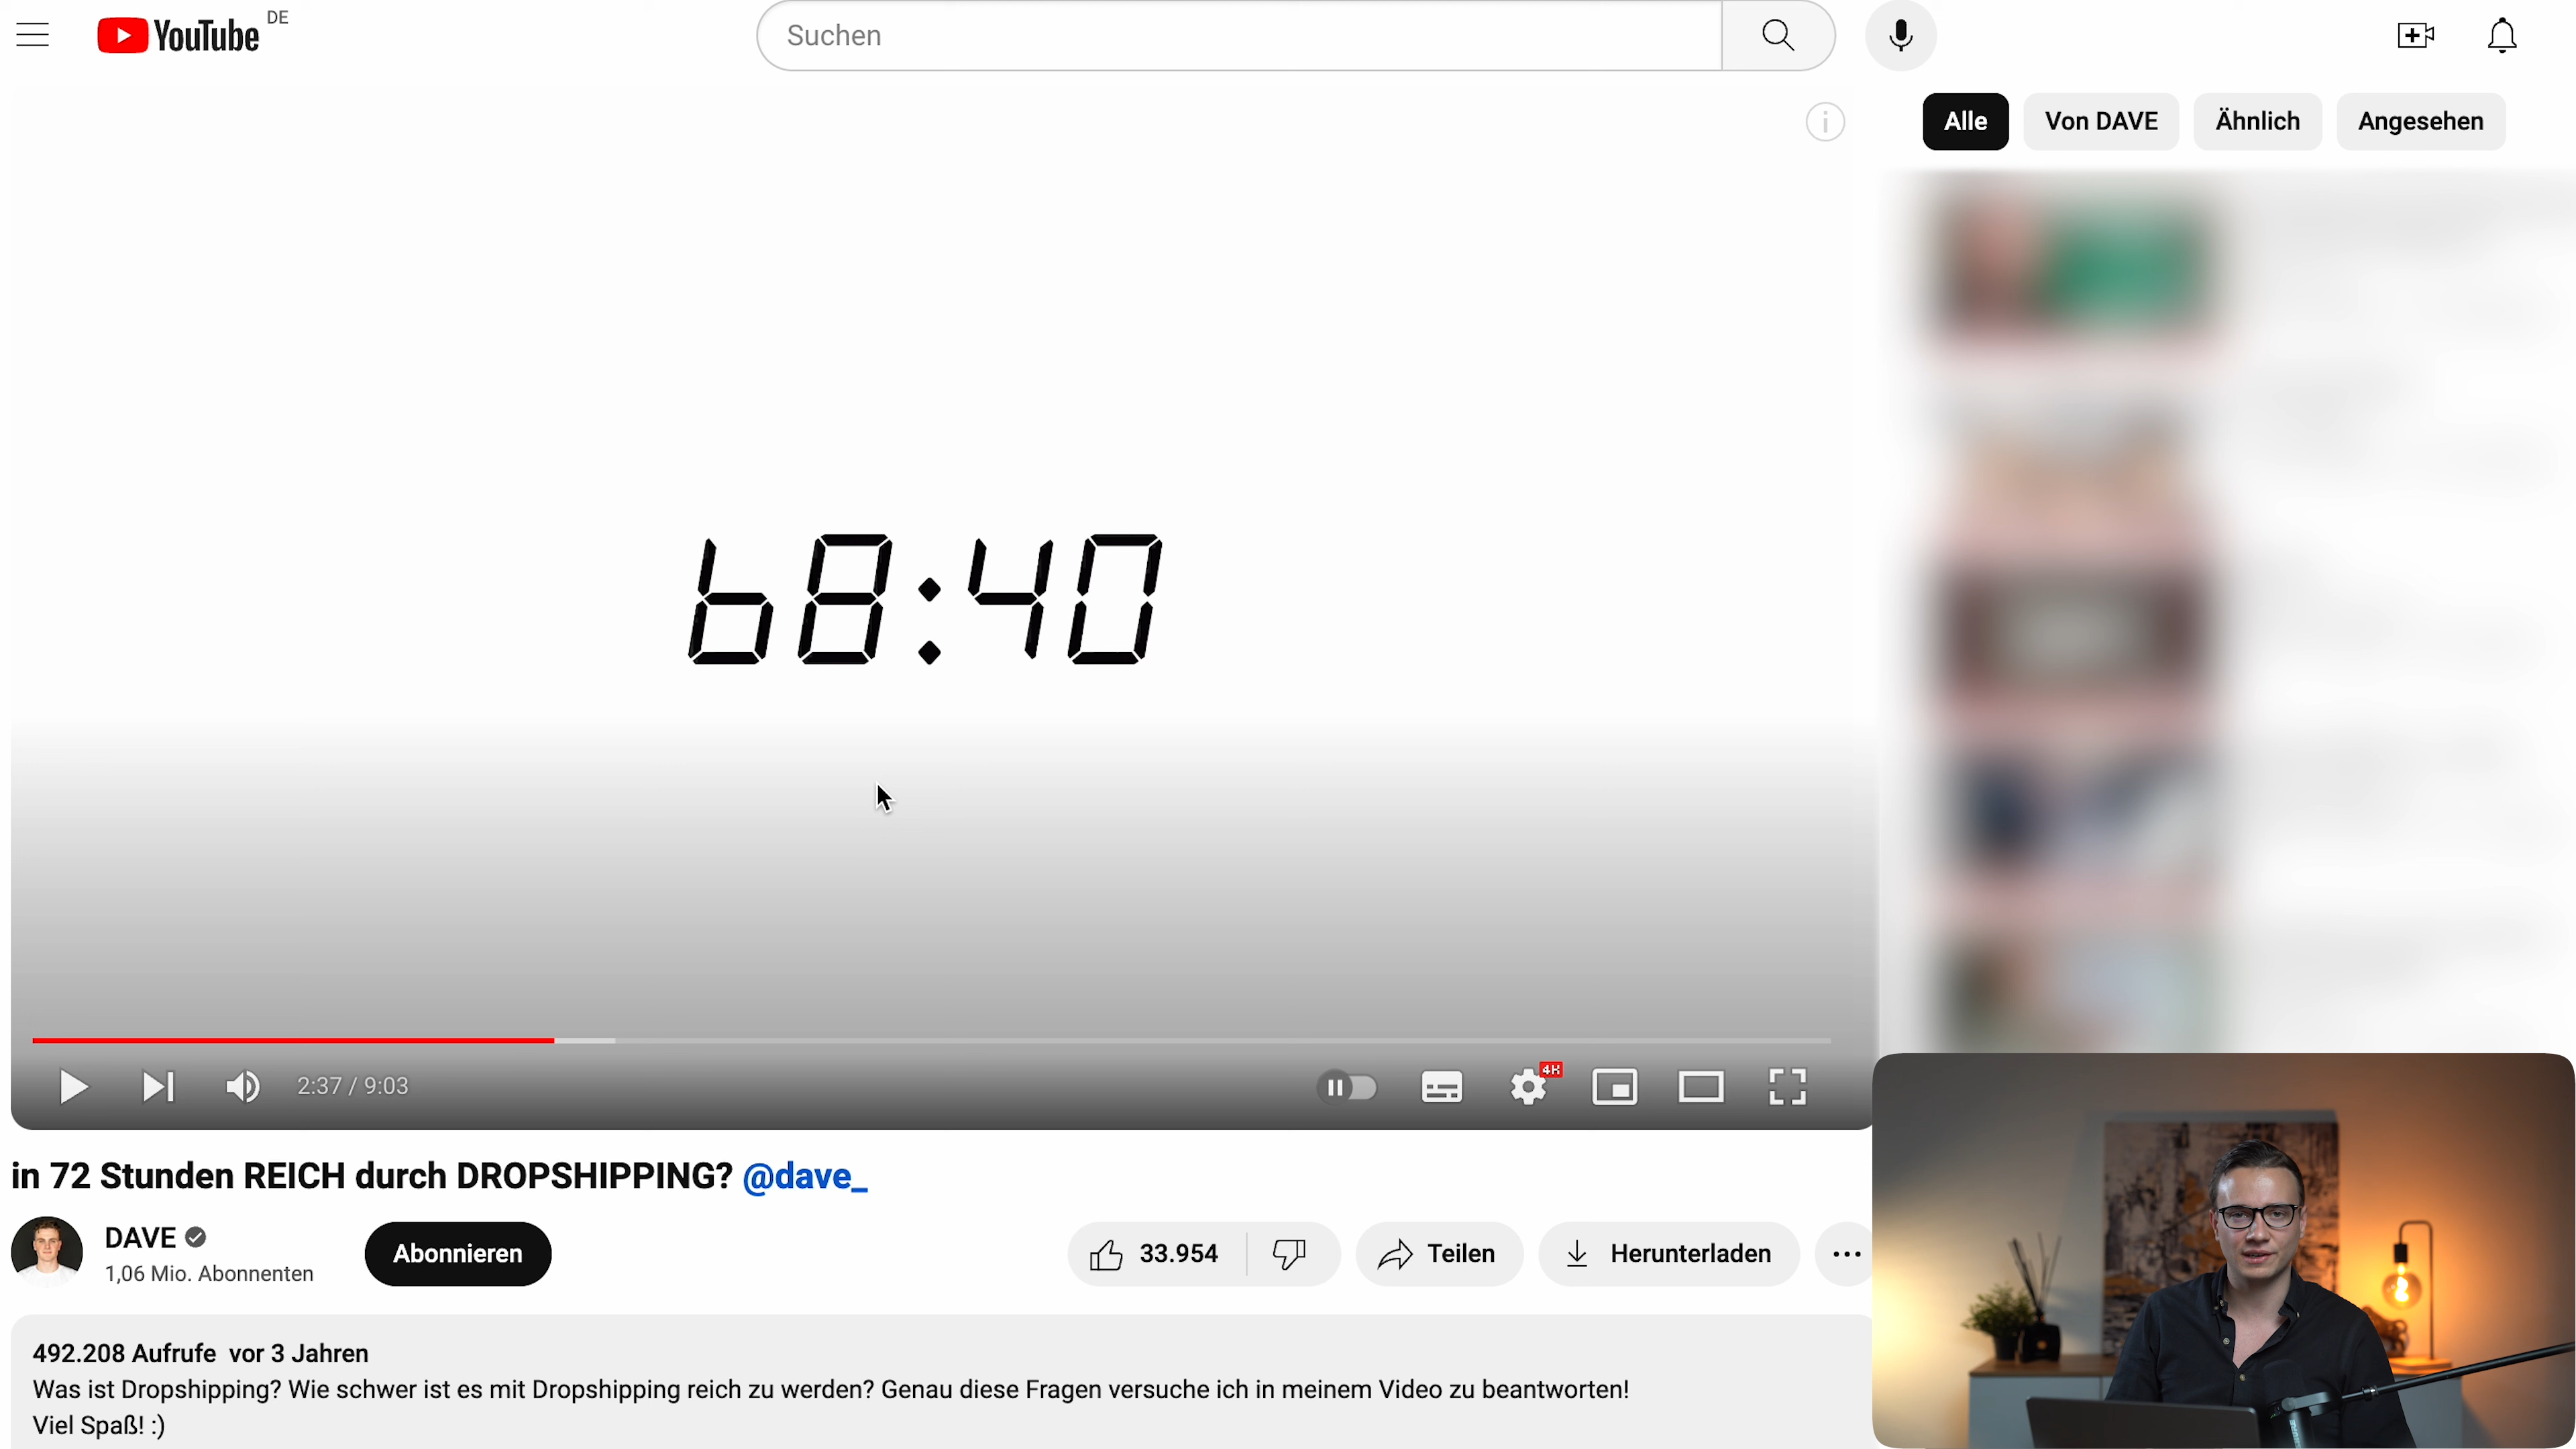 YouTube DE
Suchen
Alle
Von DAVE
Ähnlich
Angesehen
68:40
2:37 / 9:03
4K
in 72 Stunden REICH durch DROPSHIPPING? @dave_
DAVE
1,06 Mio. Abonnenten
Abonnieren
33.954
Teilen
Herunterladen
492.208 Aufrufe vor 3 Jahren
Was ist Dropshipping? Wie schwer ist es mit Dropshipping reich zu werden? Genau diese Fragen versuche ich in meinem Video zu beantworten!
Viel Spaß! :)